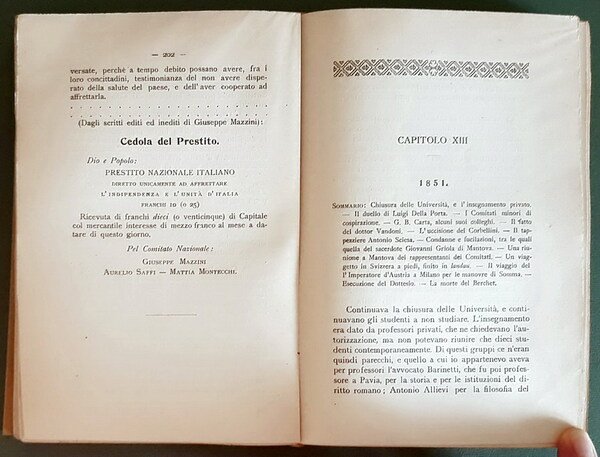 — 202 —
versate, perchè a tempo debito possano avere, fra i
loro concittadini, testimonianza del non avere dispe-
rato della salute del paese, e dell'aver cooperato ad
affrettarla.
(Dagli scritti editi ed inediti di Giuseppe Mazzini):
Cedola del Prestito.
Dio e Popolo:
PRESTITO NAZIONALE ITALIANO
DIRETTO UNICAMENTE AD AFFRETTARE
L'INDIPENDENZA E L'UNITÀ D'ITALIA
FRANCHI 10 (o 25)
Ricevuta di franchi dieci (o venticinque) di Capitale
col mercantile interesse di mezzo franco al mese a da-
tare di questo giorno.
Pel Comitato Nazionale:
GIUSEPPE MAZZINI
AURELIO SAFFI — MATTIA MONTECCHI.
CAPITOLO XIII
1851.
SOMMARIO: Chiusura delle Università, e l'insegnamento privato.
— Il duello di Luigi Della Porta. — I Comitati minori di
cospirazione. — G. B. Carta, alcuni suoi colleghi. — Il fatto
del dottor Vandoni. — L'uccisione del Corbellini. — Il tap-
pezziere Antonio Sciesa. — Condanne e fucilazioni, tra le quali
quella del sacerdote Giovanni Griola di Mantova. — Una riu-
nione a Mantova dei rappresentanti dei Comitati. — Un viag-
getto in Svizzera a piedi, finito in landau. — Il viaggio del-
l'Imperatore d'Austria a Milano per le manovre di Somma. —
Esecuzione del Dottesio. — La morte del Berchet.
Continuava la chiusura delle Università, e conti-
nuavano gli studenti a non studiare. L'insegnamento
era dato da professori privati, che ne chiedevano l'au-
torizzazione, ma non potevano riunire che dieci stu-
denti contemporaneamente. Di questi gruppi ce n'eran
quindi parecchi, e quello a cui io appartenevo aveva
per professori l'avvocato Barinetti, che fu poi profes-
sore a Pavia, per la storia e per le istituzioni del di-
ritto romano; Antonio Allievi per la filosofia del